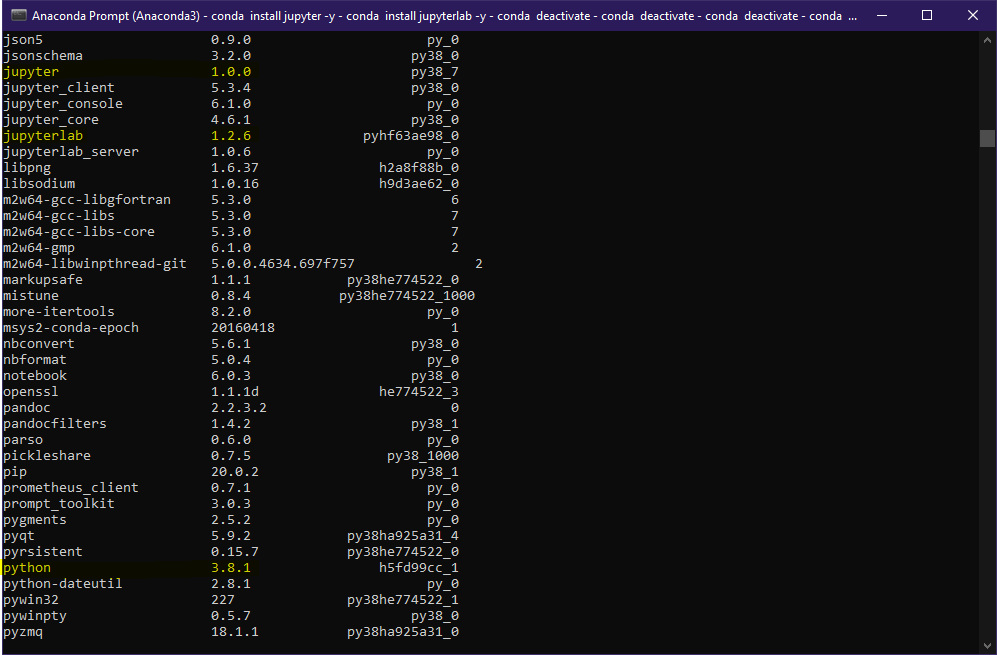 Anaconda Prompt (Anaconda3) - conda  install jupyter -y - conda  install jupyterlab -y - conda  deactivate - conda  deactivate - conda  deactivate - conda  ...
json5 0.9.0 py_0
jsonschema 3.2.0 py38_0
jupyter 1.0.0 py38_7
jupyter_client 5.3.4 py38_0
jupyter_console 6.1.0 py_0
jupyter_core 4.6.1 py38_0
jupyterlab 1.2.6 pyhf63ae98_0
jupyterlab_server 1.0.6 py_0
libpng 1.6.37 h2a8f88b_0
libsodium 1.0.16 h9d3ae62_0
m2w64-gcc-libgfortran 5.3.0 6
m2w64-gcc-libs 5.3.0 7
m2w64-gcc-libs-core 5.3.0 7
m2w64-gmp 6.1.0 2
m2w64-libwinpthread-git 5.0.0.4634.697f757 2
markupsafe 1.1.1 py38he774522_0
mistune 0.8.4 py38he774522_1000
more-itertools 8.2.0 py_0
msys2-conda-epoch 20160418 1
nbconvert 5.6.1 py38_0
nbformat 5.0.4 py_0
notebook 6.0.3 py38_0
openssl 1.1.1d he774522_3
pandoc 2.2.3.2 0
pandocfilters 1.4.2 py38_1
parso 0.6.0 py_0
pickleshare 0.7.5 py38_1000
pip 20.0.2 py38_1
prometheus_client 0.7.1 py_0
prompt_toolkit 3.0.3 py_0
pygments 2.5.2 py_0
pyqt 5.9.2 py38ha925a31_4
pyrsistent 0.15.7 py38he774522_0
python 3.8.1 h5fd99cc_1
python-dateutil 2.8.1 py_0
pywin32 227 py38he774522_1
pywinpty 0.5.7 py38_0
pyzmq 18.1.1 py38ha925a31_0